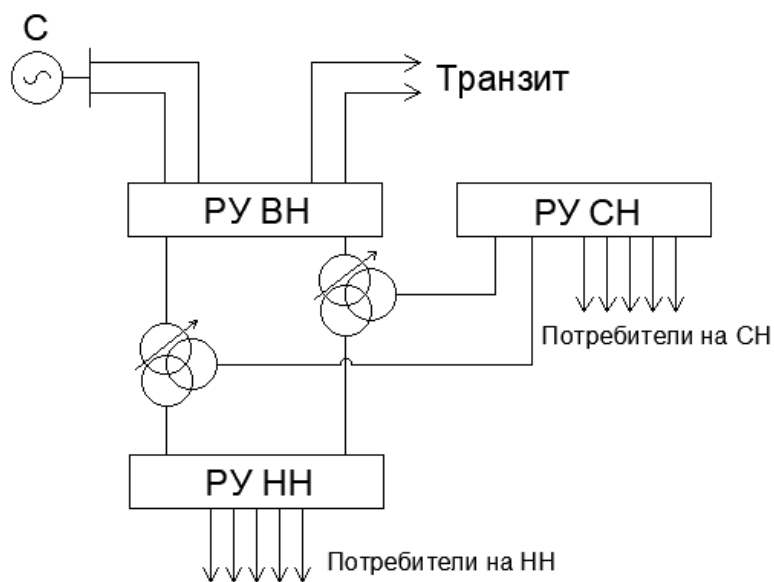 С
Транзит
РУ ВН
РУ СН
Потребители на СН
РУ НН
Потребители на НН